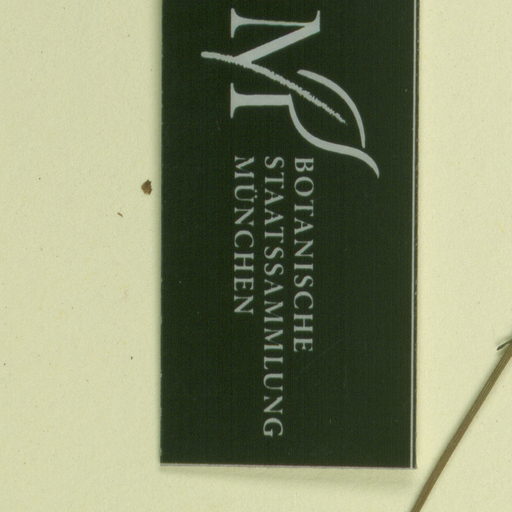 M
BOTANISCHE
STAATSSAMMLUNG
MÜNCHEN